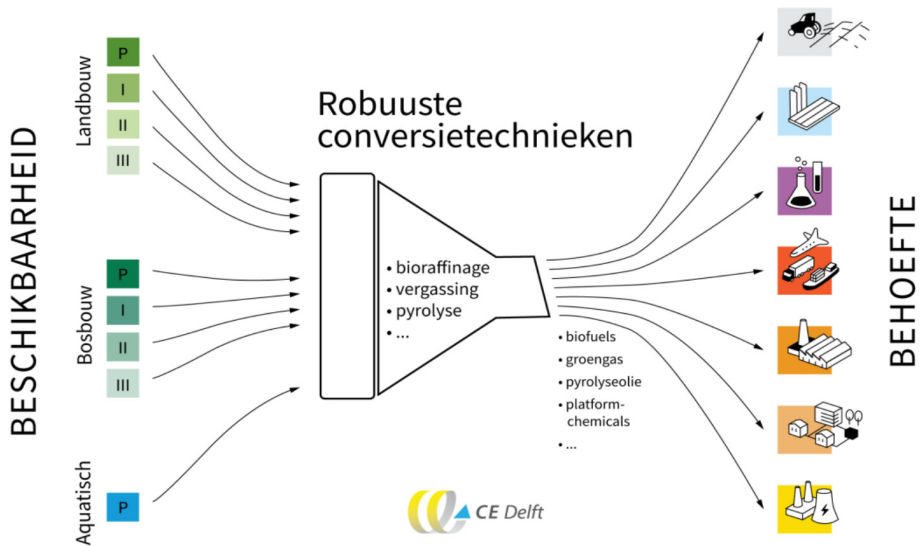 BESCHIKBAARHEID
Landbouw
P
I
II
III
Bosbouw
P
I
II
III
Aquatisch
P
Robuuste
conversietechnieken
• bioraffinage
• vergassing
• pyrolyse
• ...
• biofuels
• groengas
• pyrolyseolie
• platform-
chemicals
• ...
CE Delft
BEHOEFTE